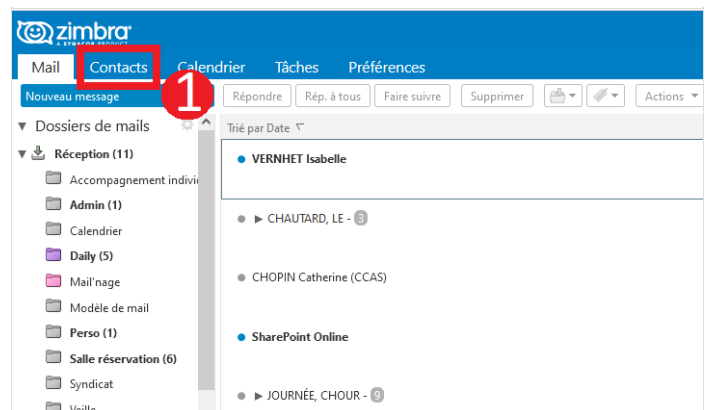 zimbra
A SYNACOR PRODUCT
Mail Contacts Calendrier Tâches Préférences
1
Nouveau message Répondre Rép. à tous Faire suivre Supprimer Actions
Dossiers de mails
Trié par Date
Réception (11)
VERNHET Isabelle
Accompagnement indivi
Admin (1)
CHAUTARD, LE - 3
Calendrier
Daily (5)
Mail'nage
CHOPIN Catherine (CCAS)
Modèle de mail
Perso (1)
SharePoint Online
Salle réservation (6)
Syndicat
JOURNÉE, CHOUR - 9
Veille